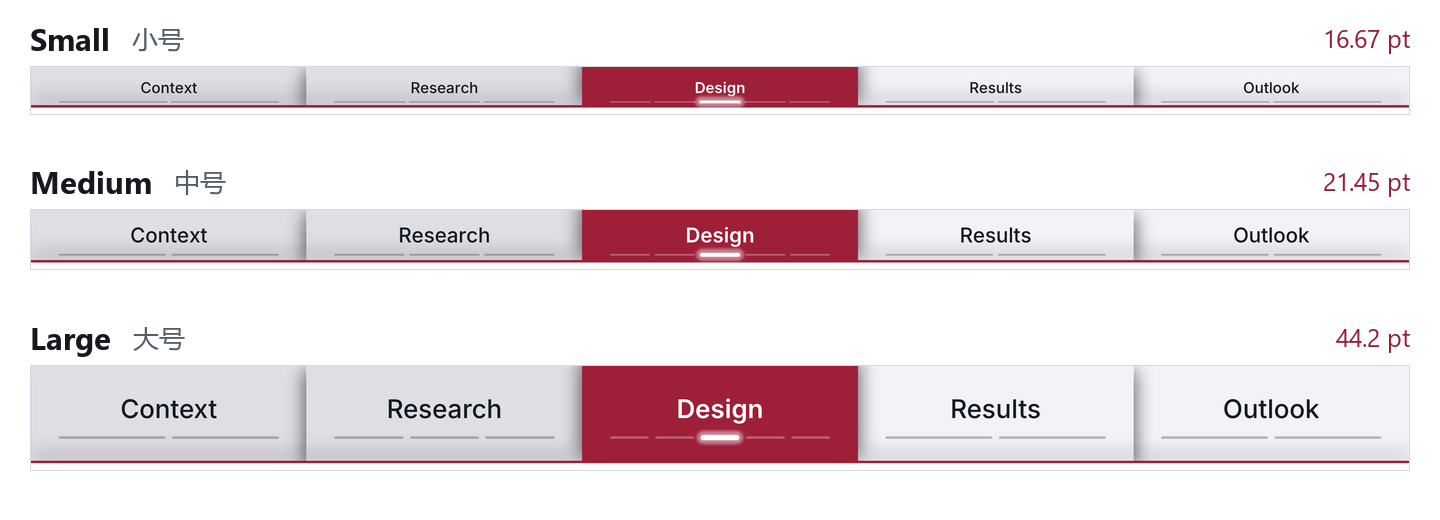 Small 小号 16.67 pt
Context Research Design Results Outlook
Medium 中号 21.45 pt
Context Research Design Results Outlook
Large 大号 44.2 pt
Context Research Design Results Outlook